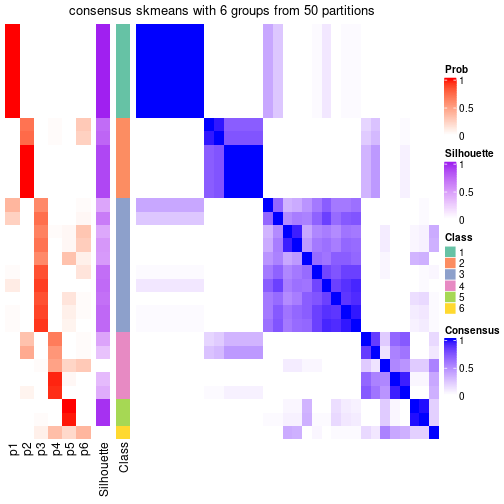 consensus skmeans with 6 groups from 50 partitions
Prob
1
0.5
0
Silhouette
1
0.5
0
Class
1
2
3
4
5
6
Consensus
1
0.5
0
p1
p2
p3
p4
p5
p6
Silhouette
Class